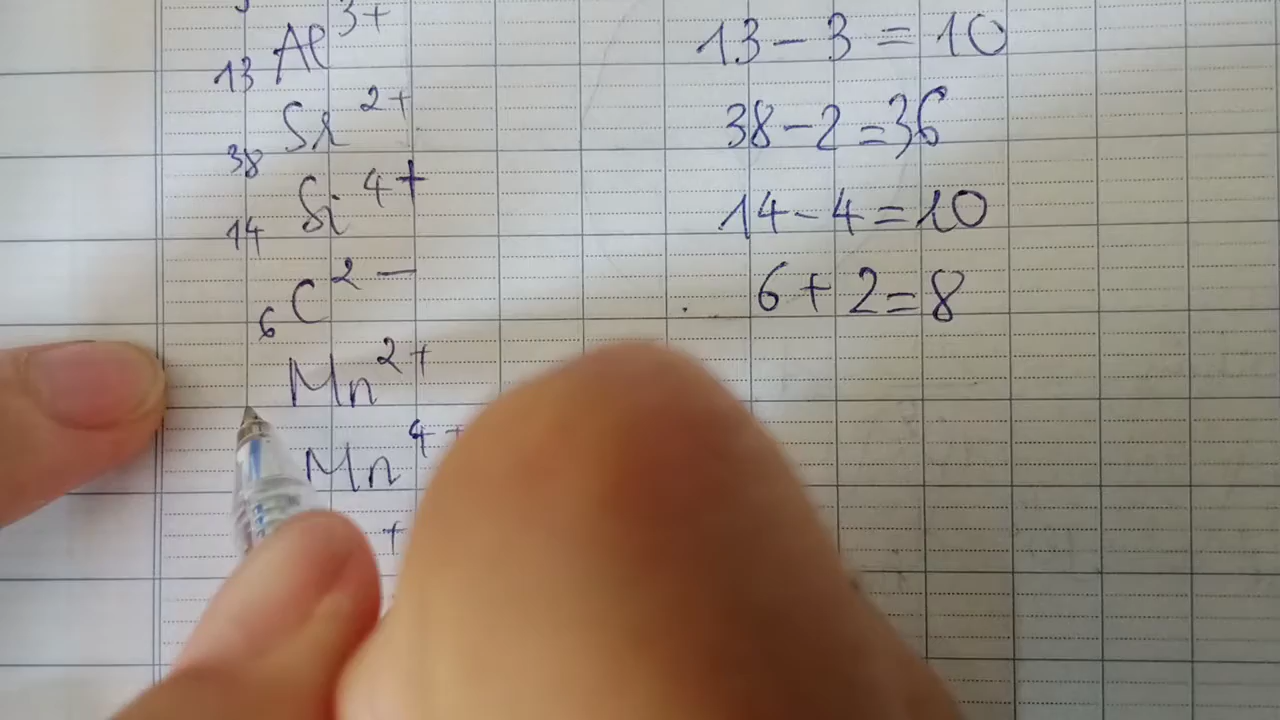 13 Al 3+ 13 - 3 = 10
38 Sr 2+ 38 - 2 = 36
14 Si 4+ 14 - 4 = 10
6 C 2- 6 + 2 = 8
Mn 2+
Mn 4+
+